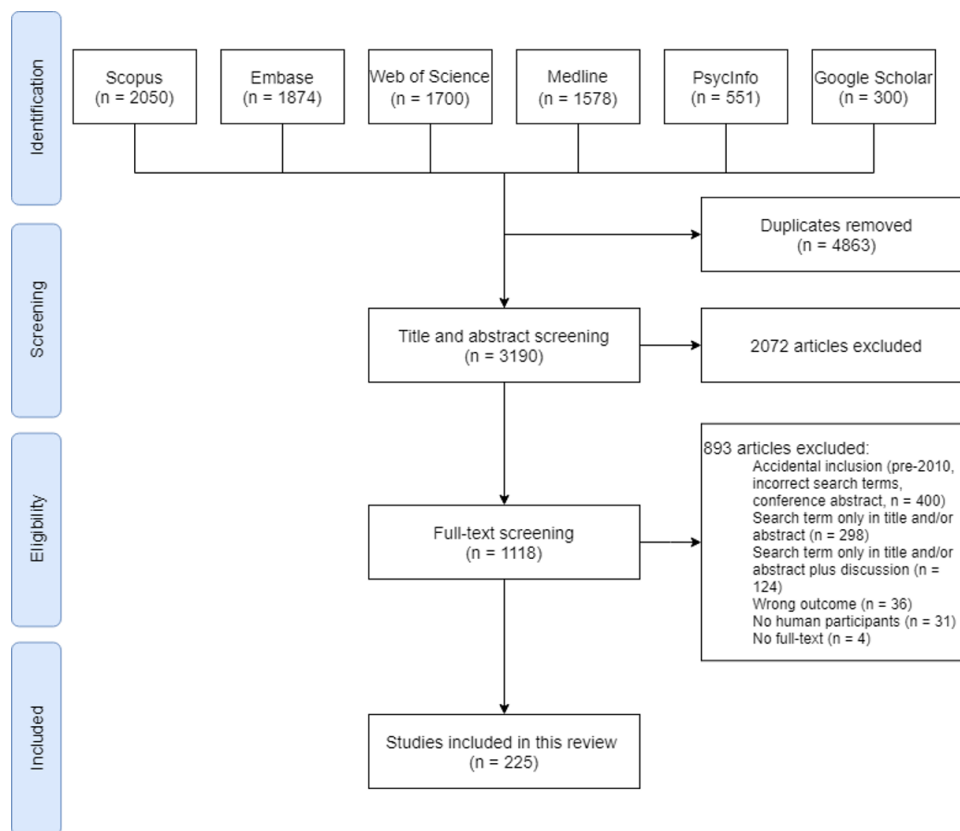 Identification
Scopus
(n = 2050)
Embase
(n = 1874)
Web of Science
(n = 1700)
Medline
(n = 1578)
PsycInfo
(n = 551)
Google Scholar
(n = 300)
Duplicates removed
(n = 4863)
Screening
Title and abstract screening
(n = 3190)
2072 articles excluded
Eligibility
Full-text screening
(n = 1118)
893 articles excluded:
Accidental inclusion (pre-2010,
incorrect search terms,
conference abstract, n = 400)
Search term only in title and/or
abstract (n = 298)
Search term only in title and/or
abstract plus discussion (n =
124)
Wrong outcome (n = 36)
No human participants (n = 31)
No full-text (n = 4)
Included
Studies included in this review
(n = 225)